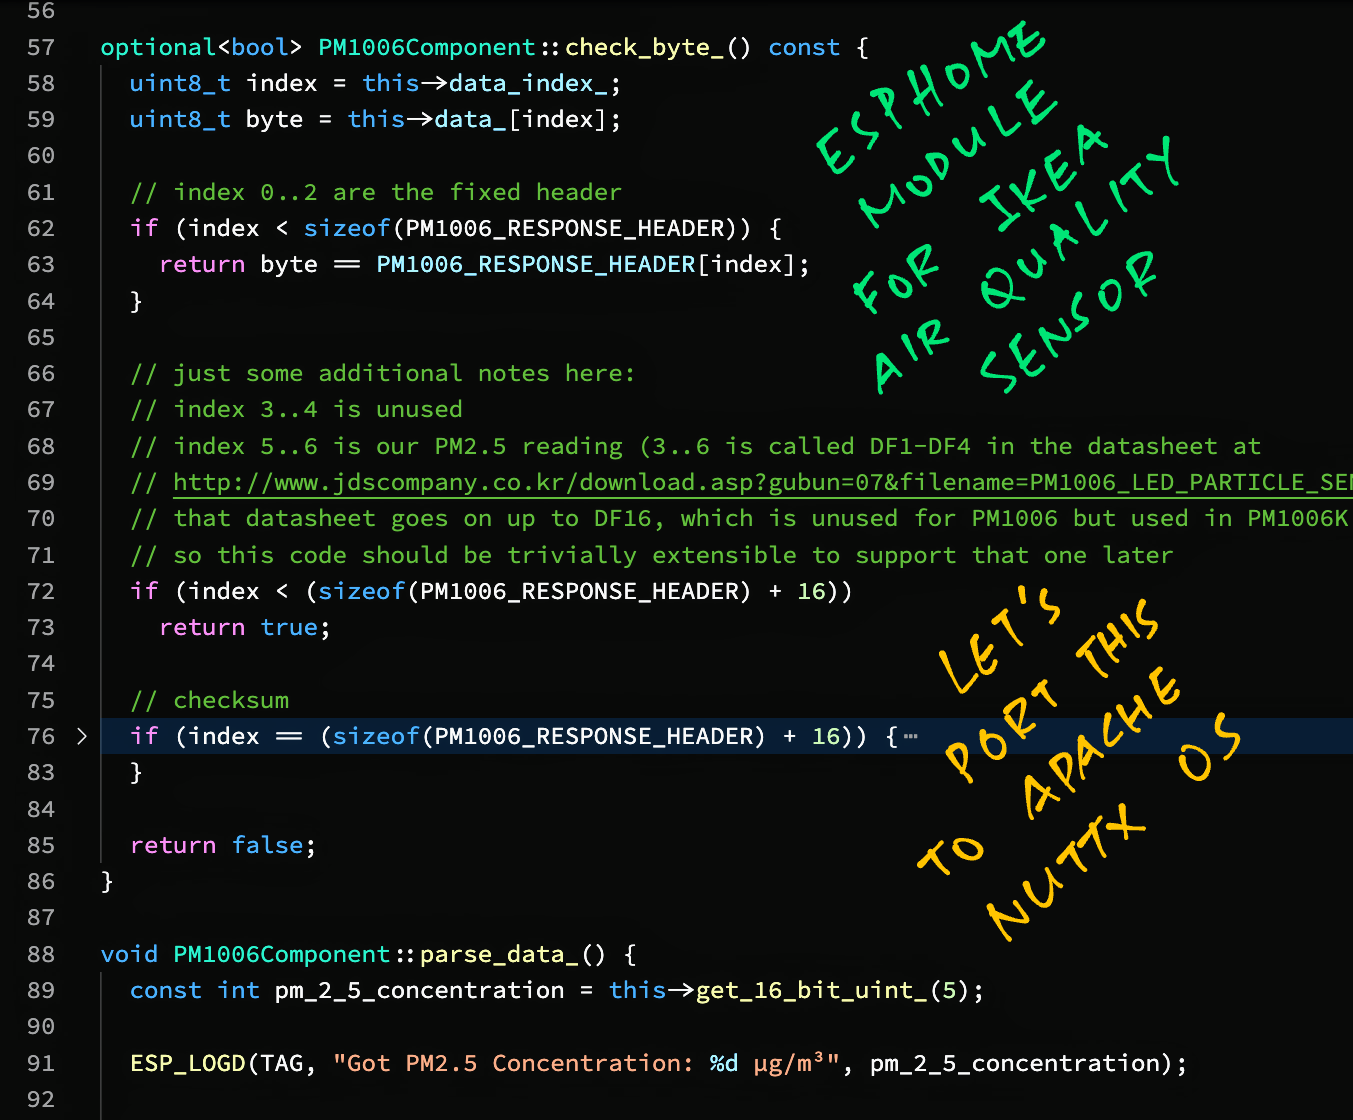 56
57 optional<bool> PM1006Component::check_byte_() const {
58 uint8_t index = this->data_index_;
59 uint8_t byte = this->data_[index];
60
61 // index 0..2 are the fixed header
62 if (index < sizeof(PM1006_RESPONSE_HEADER)) {
63 return byte == PM1006_RESPONSE_HEADER[index];
64 }
65
66 // just some additional notes here:
67 // index 3..4 is unused
68 // index 5..6 is our PM2.5 reading (3..6 is called DF1-DF4 in the datasheet at
69 // http://www.jdscompany.co.kr/download.asp?gubun=07&filename=PM1006_LED_PARTICLE_SE
70 // that datasheet goes on up to DF16, which is unused for PM1006 but used in PM1006K
71 // so this code should be trivially extensible to support that one later
72 if (index < (sizeof(PM1006_RESPONSE_HEADER) + 16))
73 return true;
74
75 // checksum
76 > if (index == (sizeof(PM1006_RESPONSE_HEADER) + 16)) {…
83 }
84
85 return false;
86 }
87
88 void PM1006Component::parse_data_() {
89 const int pm_2_5_concentration = this->get_16_bit_uint_(5);
90
91 ESP_LOGD(TAG, "Got PM2.5 Concentration: %d µg/m³", pm_2_5_concentration);
92
ESPHOME
MODULE
FOR IKEA
AIR QUALITY
SENSOR
LET'S
PORT THIS
TO APACHE
NUTTX OS